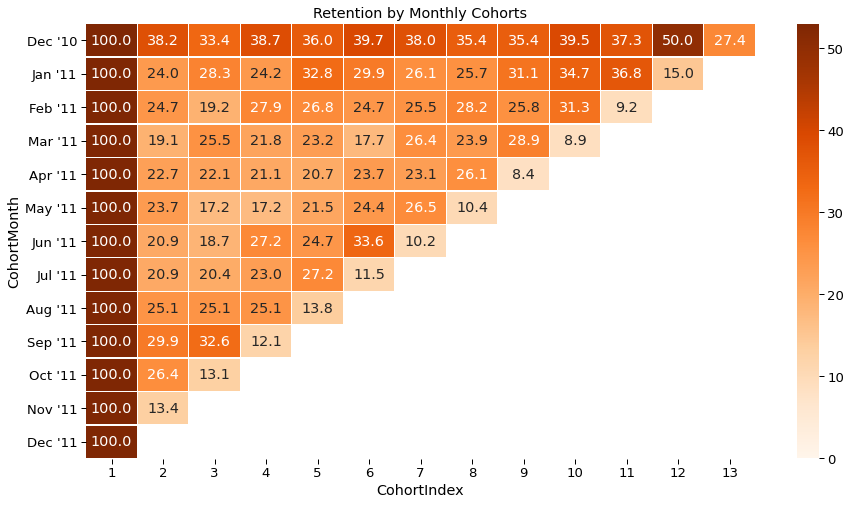 Retention by Monthly Cohorts
Dec '10 100.0 38.2 33.4 38.7 36.0 39.7 38.0 35.4 35.4 39.5 37.3 50.0 27.4
Jan '11 100.0 24.0 28.3 24.2 32.8 29.9 26.1 25.7 31.1 34.7 36.8 15.0
Feb '11 100.0 24.7 19.2 27.9 26.8 24.7 25.5 28.2 25.8 31.3 9.2
Mar '11 100.0 19.1 25.5 21.8 23.2 17.7 26.4 23.9 28.9 8.9
Apr '11 100.0 22.7 22.1 21.1 20.7 23.7 23.1 26.1 8.4
May '11 100.0 23.7 17.2 17.2 21.5 24.4 26.5 10.4
Jun '11 100.0 20.9 18.7 27.2 24.7 33.6 10.2
Jul '11 100.0 20.9 20.4 23.0 27.2 11.5
Aug '11 100.0 25.1 25.1 25.1 13.8
Sep '11 100.0 29.9 32.6 12.1
Oct '11 100.0 26.4 13.1
Nov '11 100.0 13.4
Dec '11 100.0
1 2 3 4 5 6 7 8 9 10 11 12 13
CohortIndex
CohortMonth
50
40
30
20
10
0